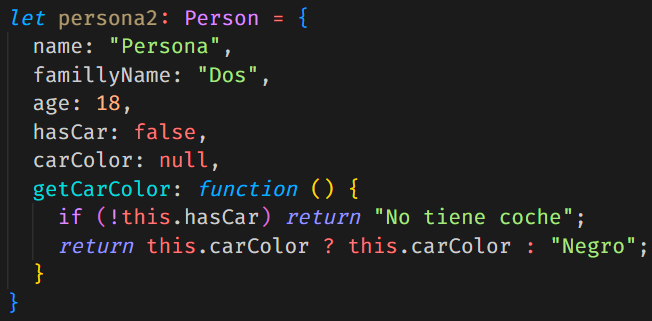 let persona2: Person = {
name: "Persona",
famillyName: "Dos",
age: 18,
hasCar: false,
carColor: null,
getCarColor: function () {
if (!this.hasCar) return "No tiene coche";
return this.carColor ? this.carColor : "Negro";
}
}